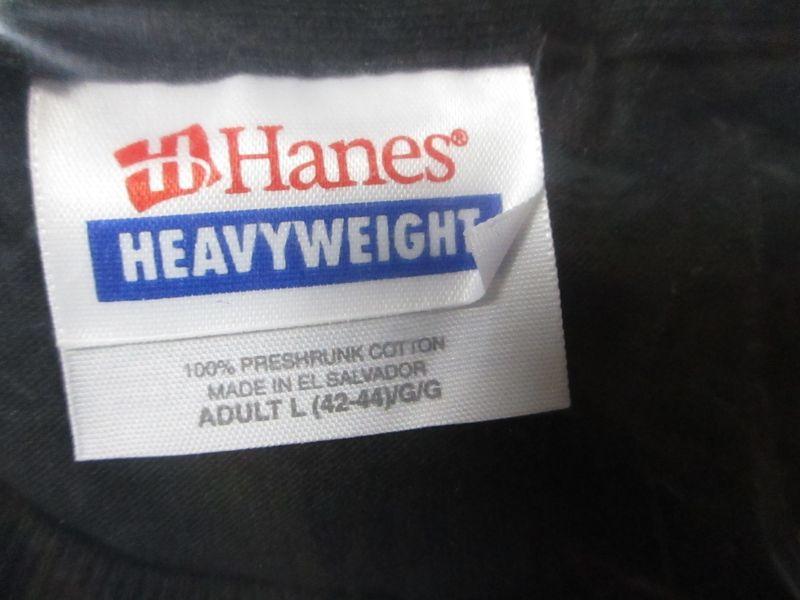 Hanes®
HEAVYWEIGHT
100% PRESHRUNK COTTON
MADE IN EL SALVADOR
ADULT L (42-44)/G/G